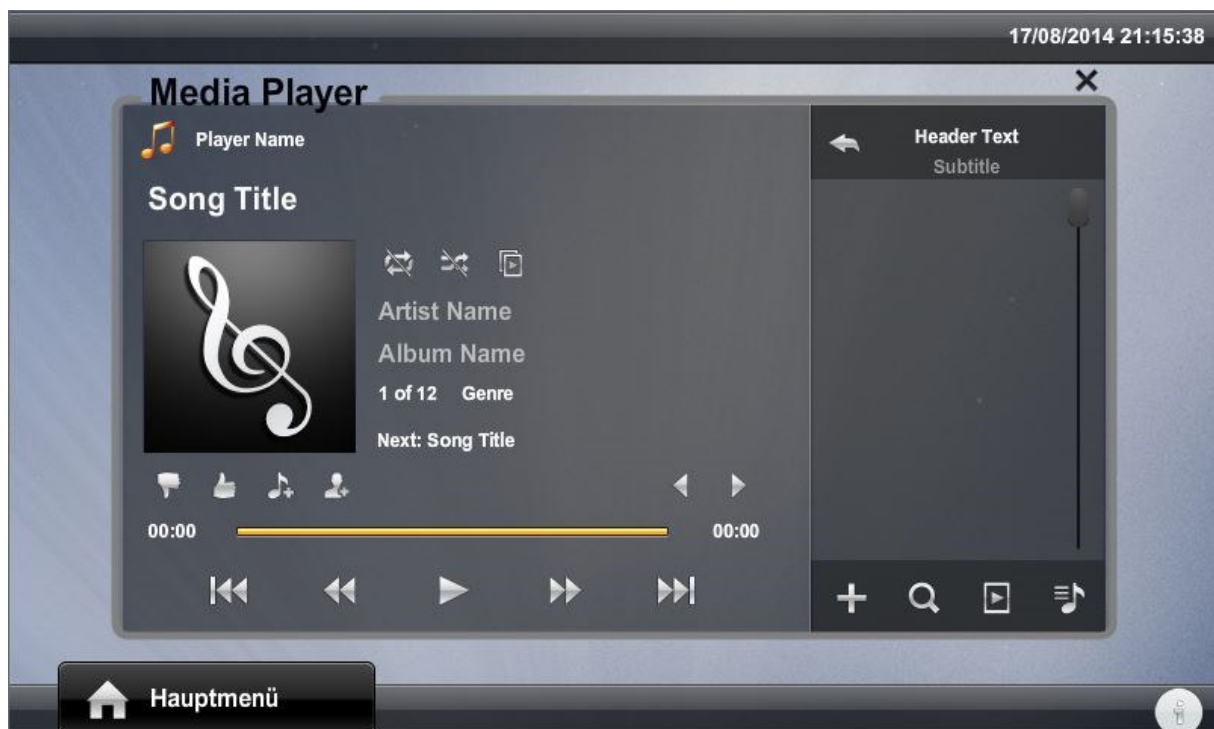 17/08/2014 21:15:38
Media Player
Player Name
Header Text
Subtitle
Song Title
Artist Name
Album Name
1 of 12 Genre
Next: Song Title
00:00 00:00
Hauptmenü
i